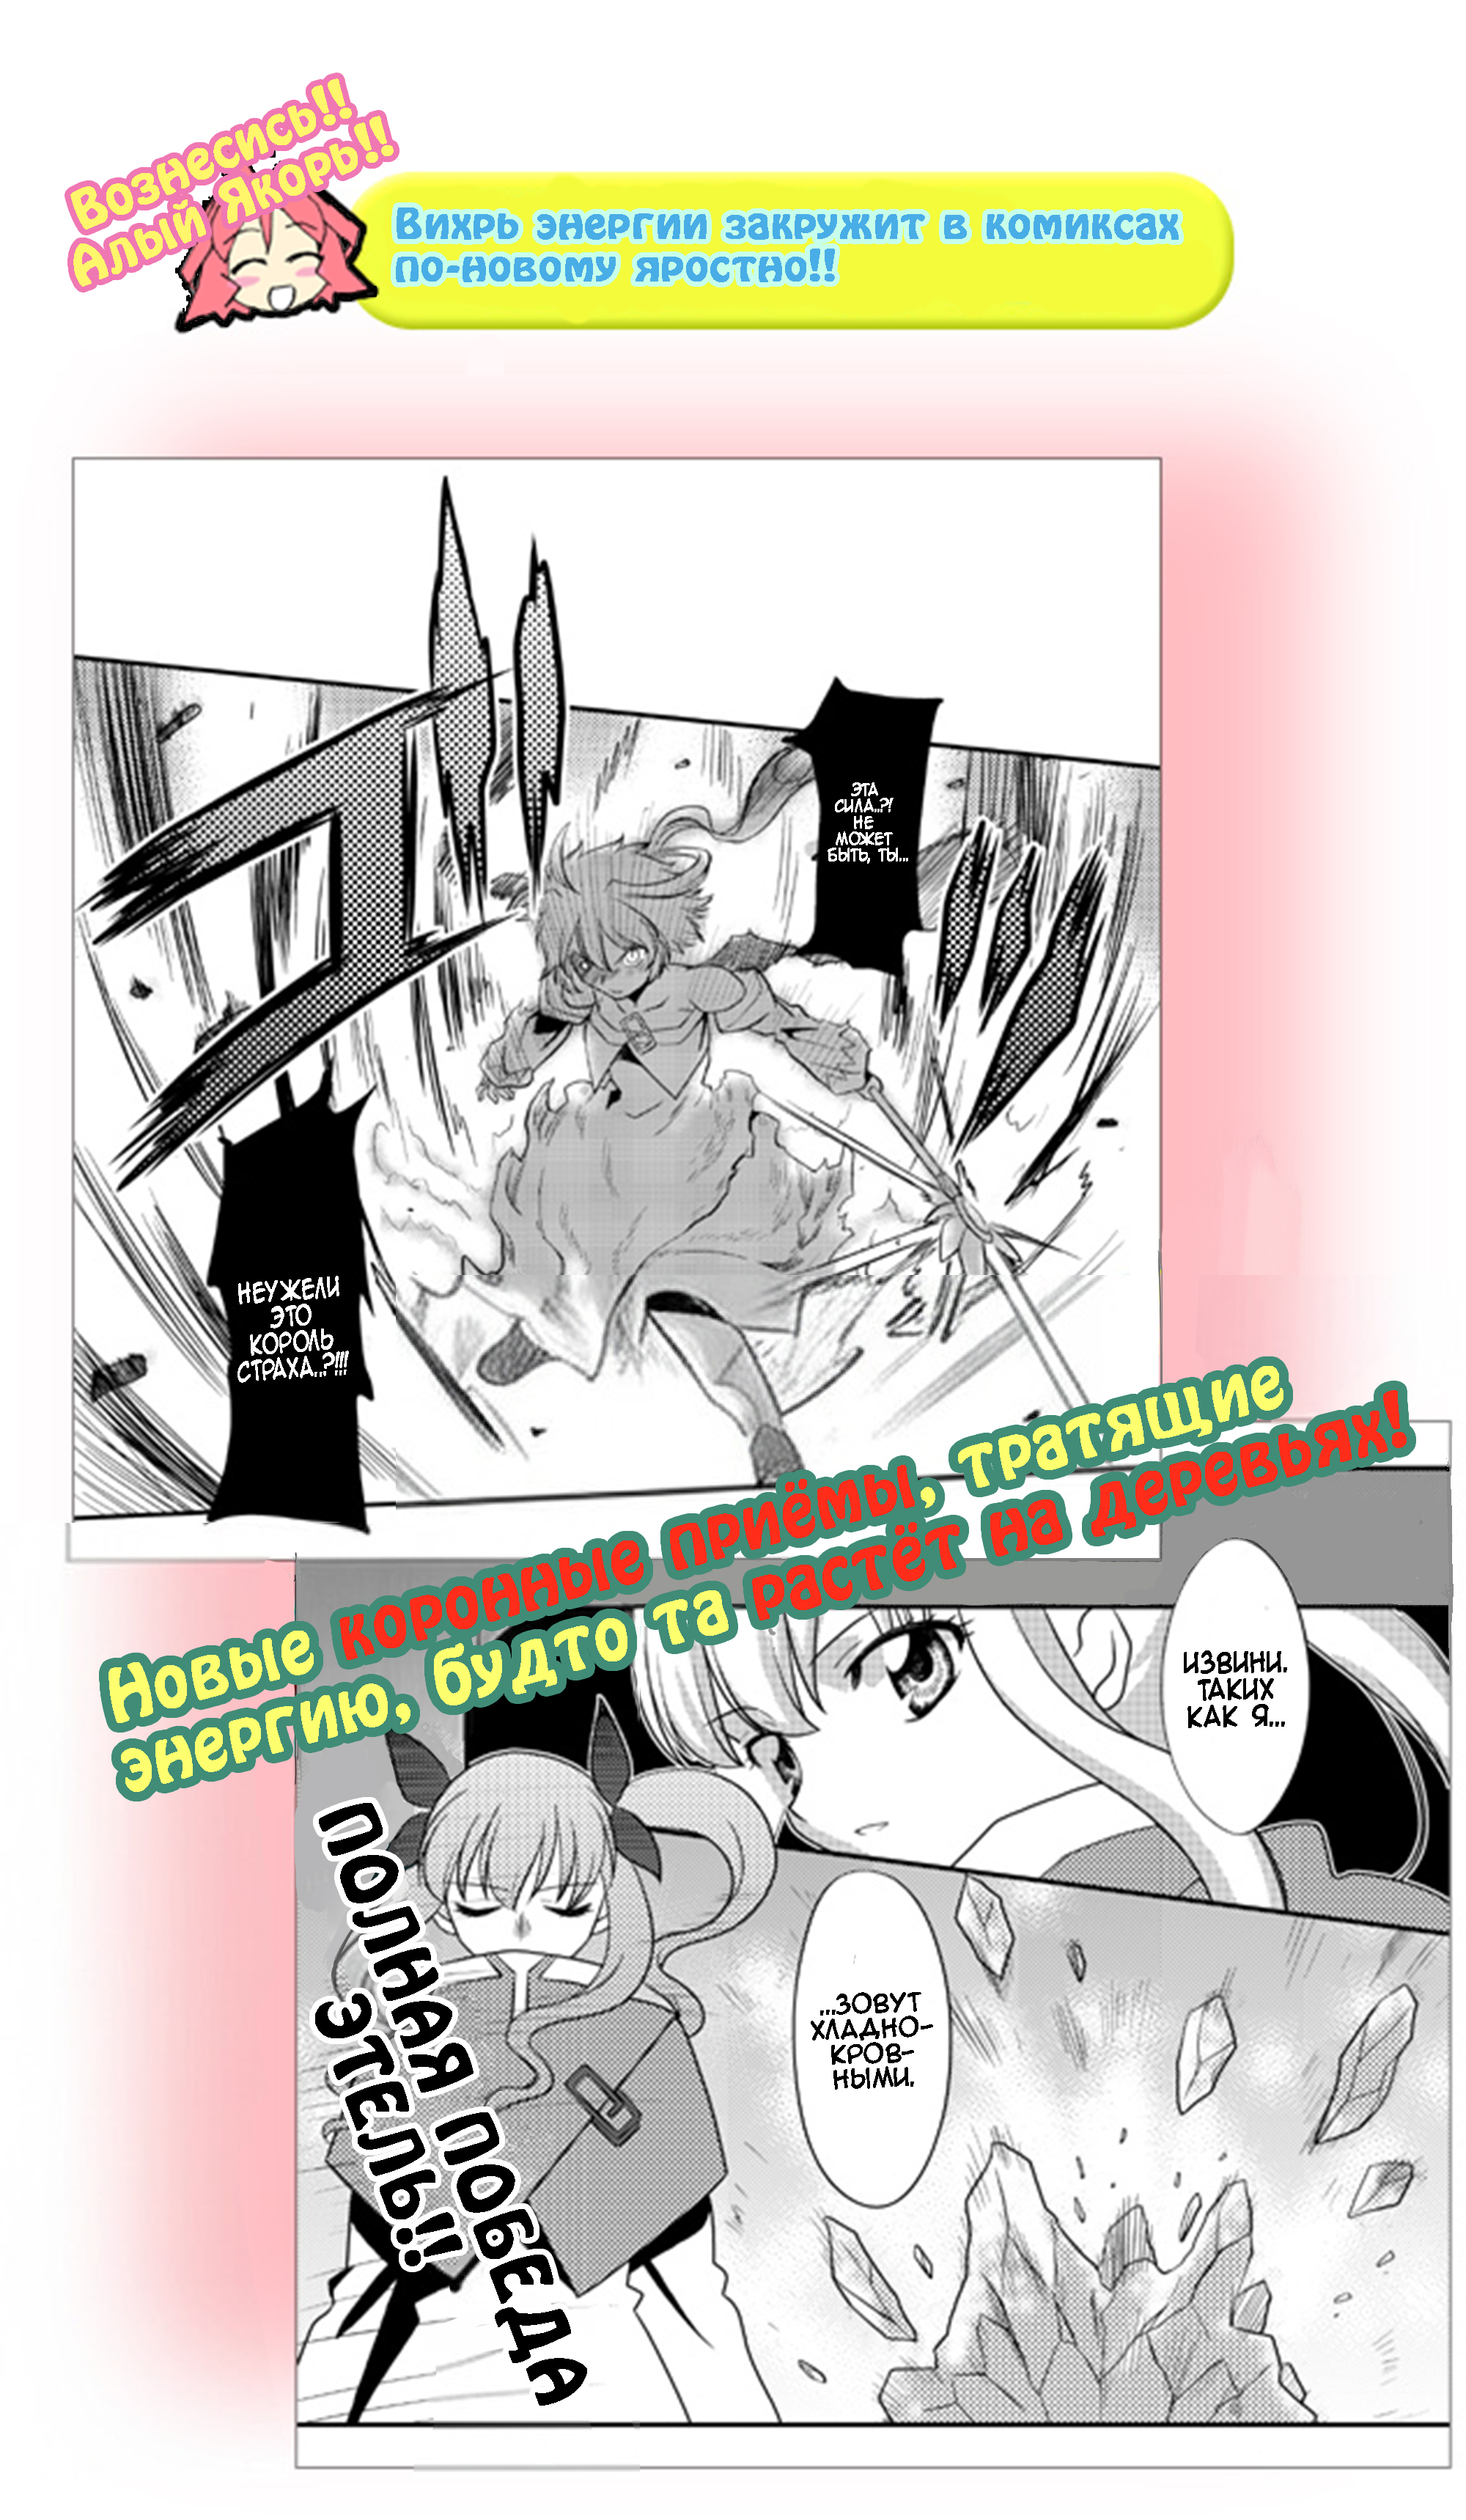 Вознесись!!
Алый Якорь!!
Вихрь энергии закружит в комиксах
по-новому яростно!!
ЭТА
СИЛА...?!
НЕ
МОЖЕТ
БЫТЬ, ТЫ...
НЕУЖЕЛИ
ЭТО
КОРОЛЬ
СТРАХА...?!!!
Новые коронные приёмы, тратящие
энергию, будто та растёт на деревьях!
ИЗВИНИ.
ТАКИХ
КАК Я...
...ЗОВУТ
ХЛАДНО-
КРОВ-
НЫМИ.
ПОЛНАЯ ПОБЕДА
ЭТЕЛЬ!!